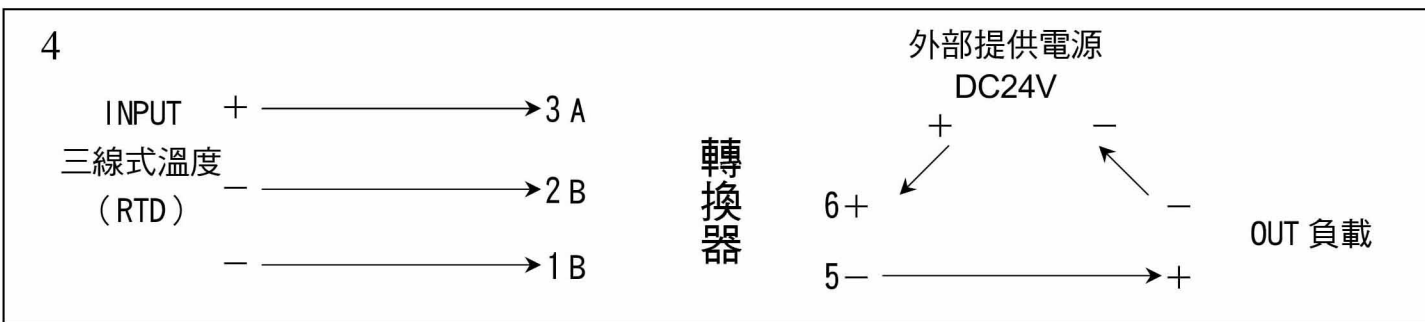 4
INPUT
三線式溫度
(RTD)
+ → 3 A
− → 2 B
− → 1 B
轉換器
外部提供電源
DC24V
+ −
6+ −
5− → +
OUT 負載